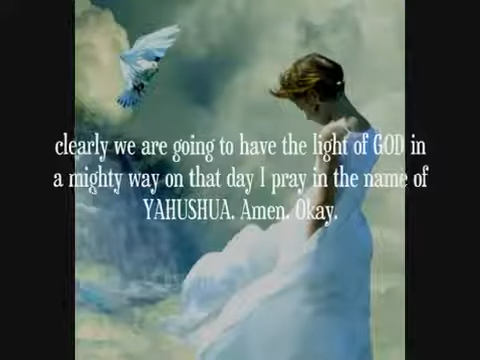 clearly we are going to have the light of GOD in
a mighty way on that day I pray in the name of
YAHUSHUA. Amen. Okay.